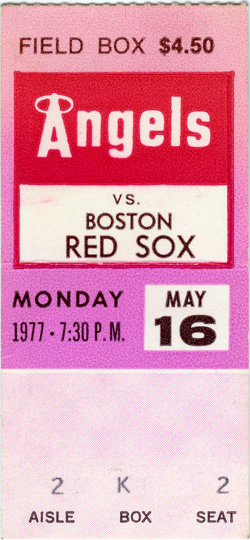 FIELD BOX $4.50
Angels
VS.
BOSTON
RED SOX
MONDAY MAY
1977 • 7:30 P.M. 16
2 K 2
AISLE BOX SEAT